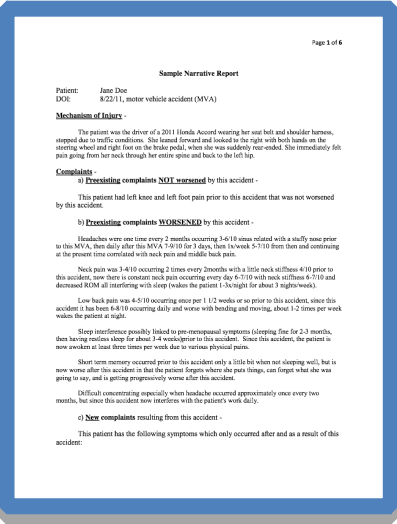 Page 1 of 6
Sample Narrative Report
Patient: Jane Doe
DOI: 8/22/11, motor vehicle accident (MVA)
Mechanism of Injury -
The patient was the driver of a 2011 Honda Accord wearing her seat belt and shoulder harness,
stopped due to traffic conditions. She leaned forward and looked to the right with both hands on the
steering wheel and right foot on the brake pedal, when she was suddenly rear-ended. She immediately felt
pain going from her neck through her entire spine and back to the left hip.
Complaints -
a) Preexisting complaints NOT worsened by this accident -
This patient had left knee and left foot pain prior to this accident that was not worsened
by this accident.
b) Preexisting complaints WORSENED by this accident -
Headaches were one time every 2 months occurring 3-6/10 sinus related with a stuffy nose prior
to this MVA, then daily after this MVA 7-9/10 for 3 days, then 1x/week 5-7/10 from then and continuing
at the present time correlated with neck pain and middle back pain.
Neck pain was 3-4/10 occurring 2 times every 2months with a little neck stiffness 4/10 prior to
this accident, now there is constant neck pain occurring every day 6-7/10 with neck stiffness 6-7/10 and
decreased ROM all interfering with sleep (wakes the patient 1-3x/night for about 3 nights/week).
Low back pain was 4-5/10 occurring once per 1 1/2 weeks or so prior to this accident, since this
accident it has been 6-8/10 occurring daily and worse with bending and moving, about 1-2 times per week
wakes the patient at night.
Sleep interference possibly linked to pre-menopausal symptoms (sleeping fine for 2-3 months,
then having restless sleep for about 3-4 weeks)prior to this accident. Since this accident, the patient is
now awoken at least three times per week due to various physical pains.
Short term memory occurred prior to this accident only a little bit when not sleeping well, but is
now worse after this accident in that the patient forgets where she puts things, can forget what she was
going to say, and is getting progressively worse after this accident.
Difficult concentrating especially when headache occurred approximately once every two
months, but since this accident now interferes with the patient's work daily.
c) New complaints resulting from this accident -
This patient has the following symptoms which only occurred after and as a result of this
accident: